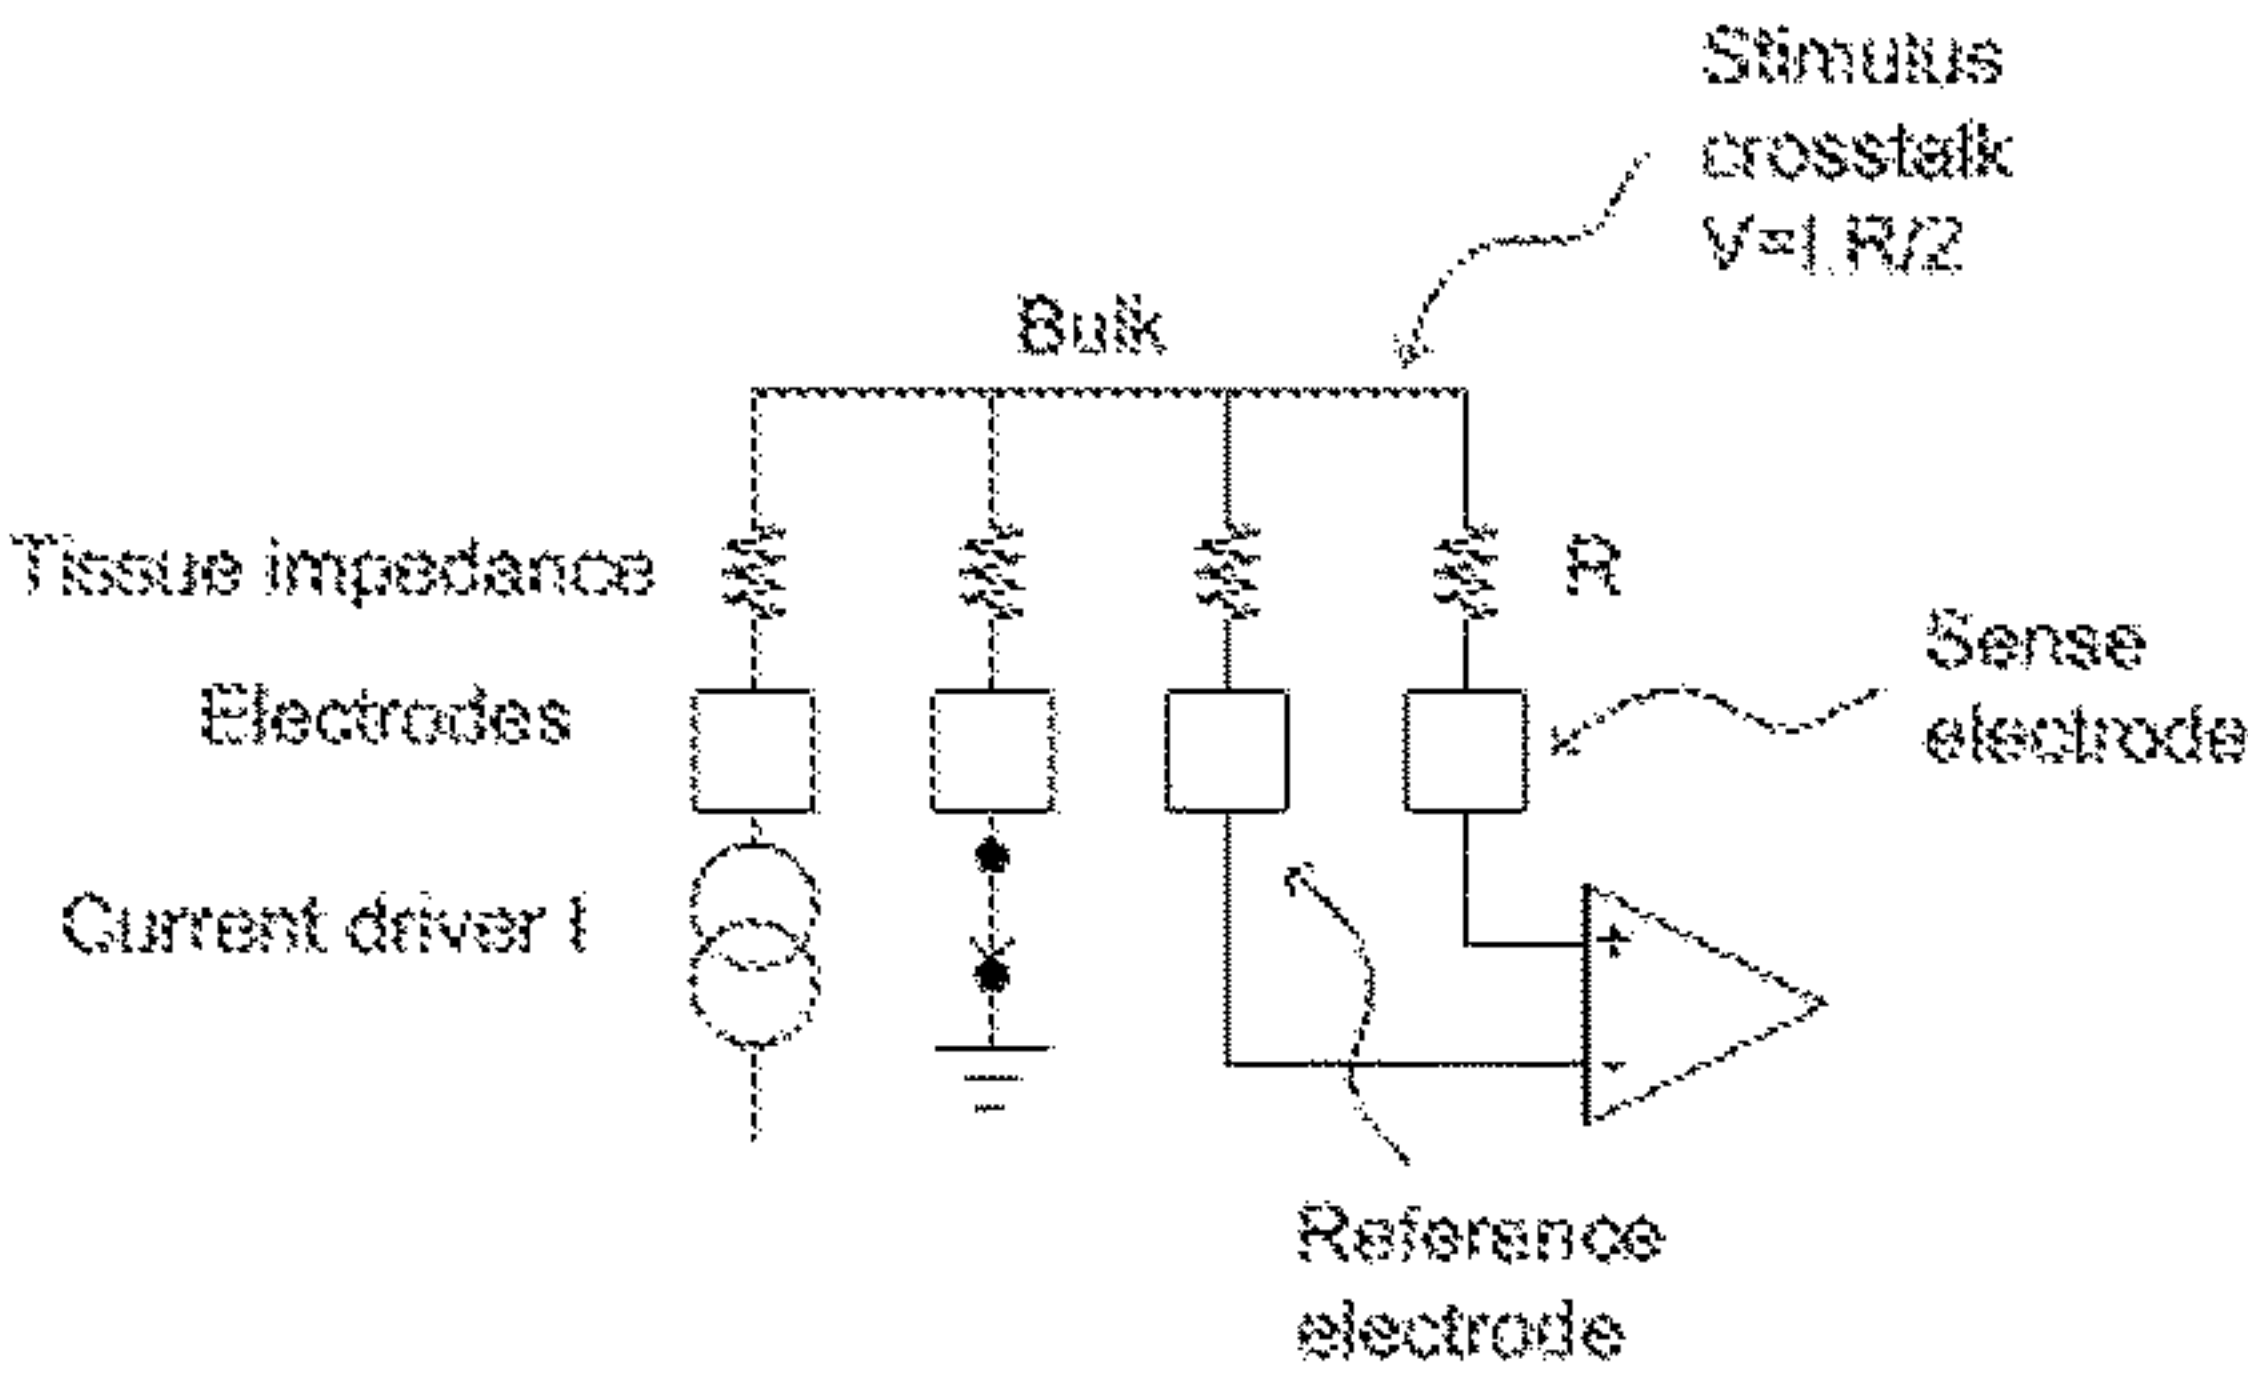 Stimulus
crosstalk
V=I.R/2
Bulk
Tissue impedance
R
Sense
electrode
Electrodes
Current driver I
+
-
Reference
electrode